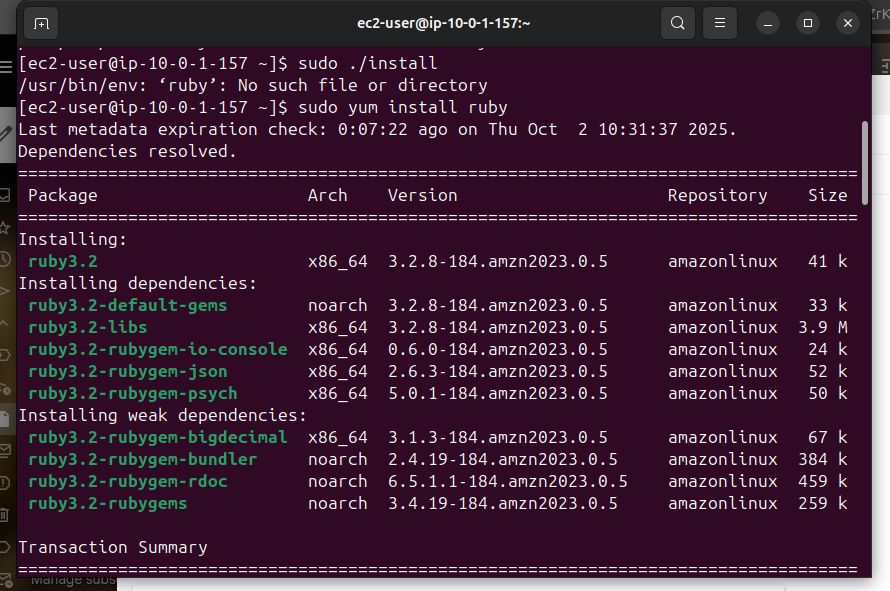 ZrK
ec2-user@ip-10-0-1-157:~
[ec2-user@ip-10-0-1-157 ~]$ sudo ./install
/usr/bin/env: ‘ruby’: No such file or directory
[ec2-user@ip-10-0-1-157 ~]$ sudo yum install ruby
Last metadata expiration check: 0:07:22 ago on Thu Oct  2 10:31:37 2025.
Dependencies resolved.
================================================================================
Package Arch Version Repository Size
================================================================================
Installing:
ruby3.2 x86_64 3.2.8-184.amzn2023.0.5 amazonlinux 41 k
Installing dependencies:
ruby3.2-default-gems noarch 3.2.8-184.amzn2023.0.5 amazonlinux 33 k
ruby3.2-libs x86_64 3.2.8-184.amzn2023.0.5 amazonlinux 3.9 M
ruby3.2-rubygem-io-console x86_64 0.6.0-184.amzn2023.0.5 amazonlinux 24 k
ruby3.2-rubygem-json x86_64 2.6.3-184.amzn2023.0.5 amazonlinux 52 k
ruby3.2-rubygem-psych x86_64 5.0.1-184.amzn2023.0.5 amazonlinux 50 k
Installing weak dependencies:
ruby3.2-rubygem-bigdecimal x86_64 3.1.3-184.amzn2023.0.5 amazonlinux 67 k
ruby3.2-rubygem-bundler noarch 2.4.19-184.amzn2023.0.5 amazonlinux 384 k
ruby3.2-rubygem-rdoc noarch 6.5.1.1-184.amzn2023.0.5 amazonlinux 459 k
ruby3.2-rubygems noarch 3.4.19-184.amzn2023.0.5 amazonlinux 259 k
Transaction Summary
================================================================================
Manage subs